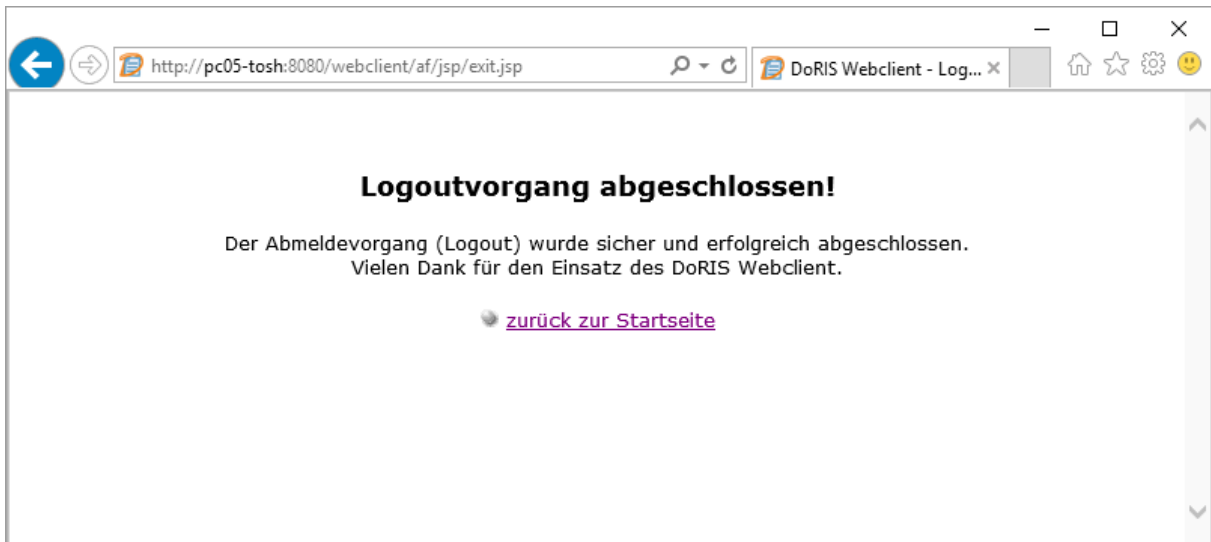 http://pc05-tosh:8080/webclient/af/jsp/exit.jsp
DoRIS Webclient - Log...
Logoutvorgang abgeschlossen!
Der Abmeldevorgang (Logout) wurde sicher und erfolgreich abgeschlossen.
Vielen Dank für den Einsatz des DoRIS Webclient.
zurück zur Startseite